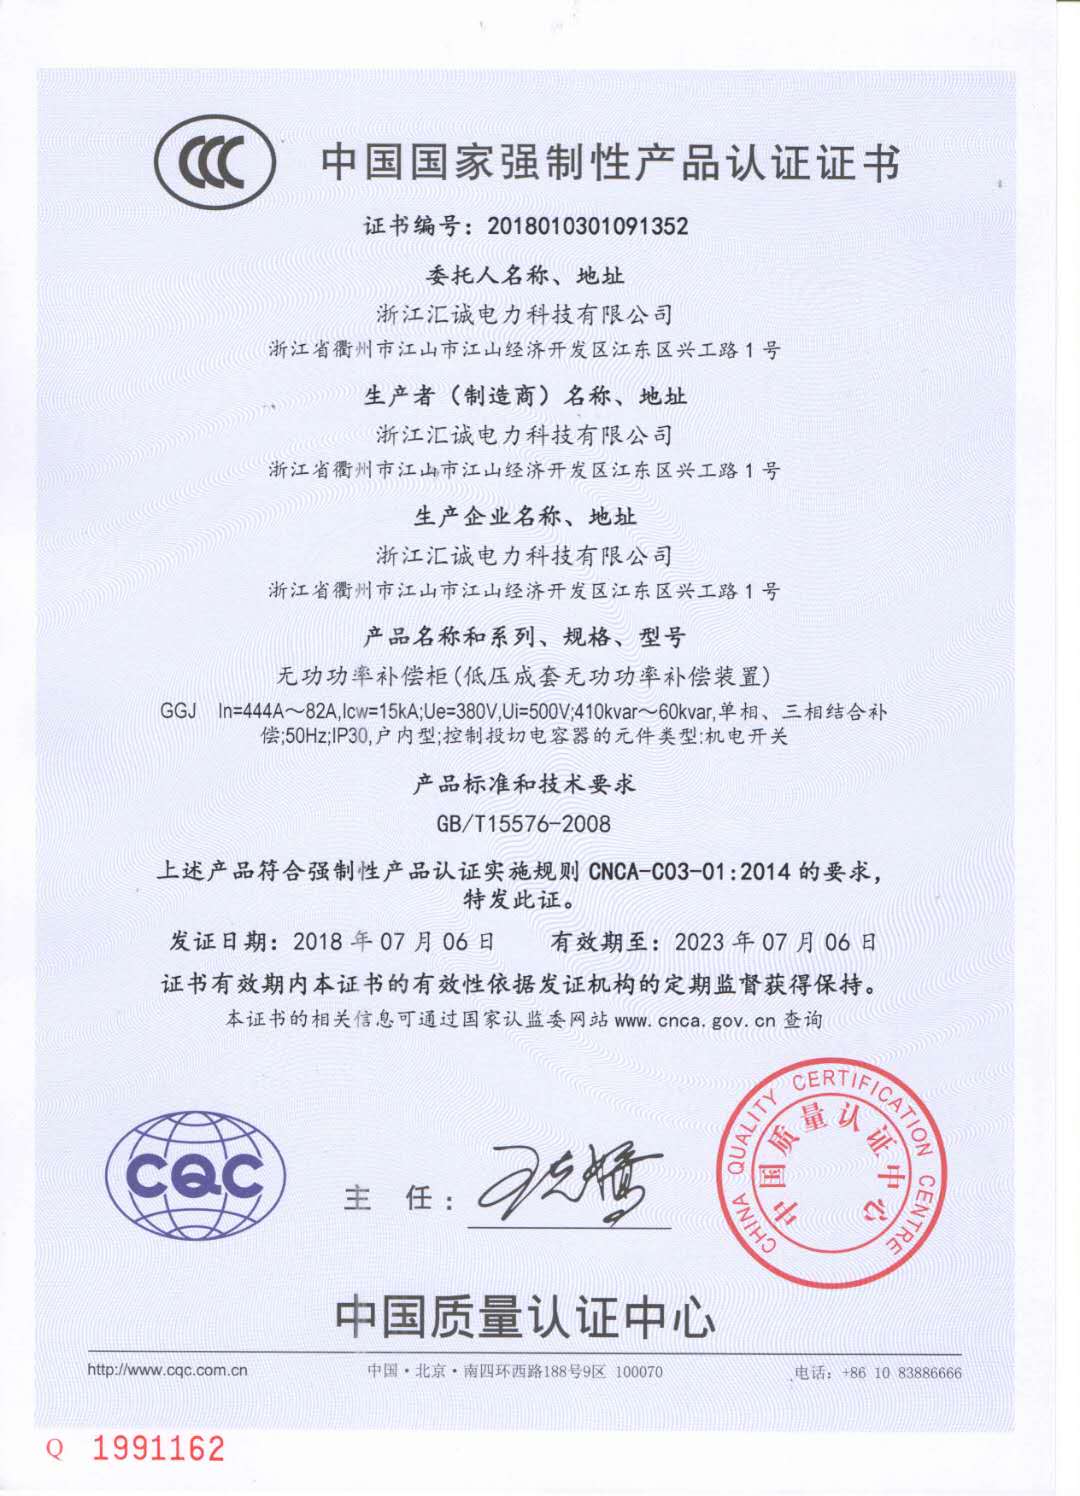 CCC
中国国家强制性产品认证证书
证书编号：2018010301091352
委托人名称、地址
浙江汇诚电力科技有限公司
浙江省衢州市江山市江山经济开发区江东区兴工路1号
生产者（制造商）名称、地址
浙江汇诚电力科技有限公司
浙江省衢州市江山市江山经济开发区江东区兴工路1号
生产企业名称、地址
浙江汇诚电力科技有限公司
浙江省衢州市江山市江山经济开发区江东区兴工路1号
产品名称和系列、规格、型号
无功功率补偿柜(低压成套无功功率补偿装置)
GGJ In=444A～82A,Icw=15kA;Ue=380V,Ui=500V;410kvar～60kvar,单相、三相结合补
偿;50Hz;IP30,户内型;控制投切电容器的元件类型:机电开关
产品标准和技术要求
GB/T15576-2008
上述产品符合强制性产品认证实施规则 CNCA-C03-01:2014 的要求，
特发此证。
发证日期：2018 年 07 月 06 日 有效期至：2023 年 07 月 06 日
证书有效期内本证书的有效性依据发证机构的定期监督获得保持。
本证书的相关信息可通过国家认监委网站 www.cnca.gov.cn 查询
CQC
主 任：
CHINA QUALITY CERTIFICATION CENTRE
中国质量认证中心
中国质量认证中心
http://www.cqc.com.cn 中国·北京·南四环西路188号9区 100070 电话：+86 10 83886666
Q 1991162